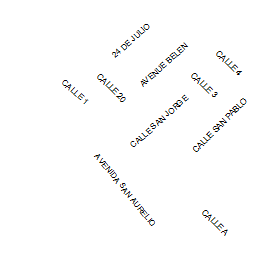 24 DE JULIO
AVENUE BELEN
CALLE 4
CALLE 1
CALLE 20
CALLE 3
CALLE SAN JORGE
CALLE SAN PABLO
AVENIDA SAN AURELIO
CALLE A